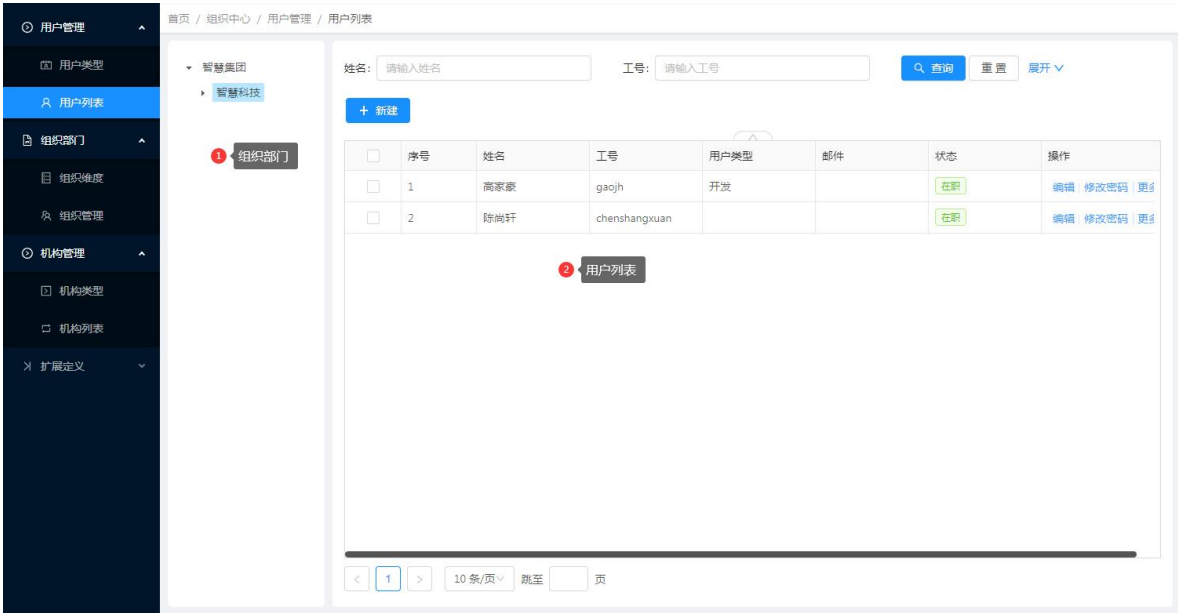 用户管理
用户类型
用户列表
组织部门
组织维度
组织管理
机构管理
机构类型
机构列表
扩展定义
首页 / 组织中心 / 用户管理 / 用户列表
智慧集团
智慧科技
1 组织部门
姓名: 请输入姓名 工号: 请输入工号 查询 重置 展开
+ 新建
序号 姓名 工号 用户类型 邮件 状态 操作
1 高家豪 gaojh 开发 在职 编辑 修改密码 更多
2 陈尚轩 chenshangxuan 在职 编辑 修改密码 更多
2 用户列表
< 1 > 10 条/页 跳至 页